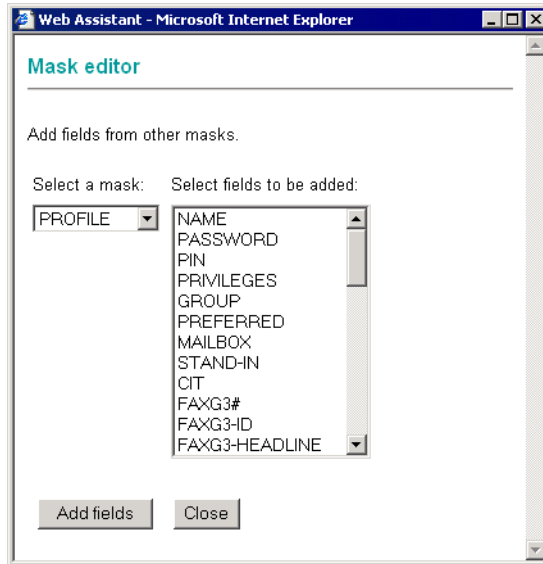 Web Assistant - Microsoft Internet Explorer
Mask editor
Add fields from other masks.
Select a mask: Select fields to be added:
PROFILE
NAME
PASSWORD
PIN
PRIVILEGES
GROUP
PREFERRED
MAILBOX
STAND-IN
CIT
FAXG3#
FAXG3-ID
FAXG3-HEADLINE
Add fields Close